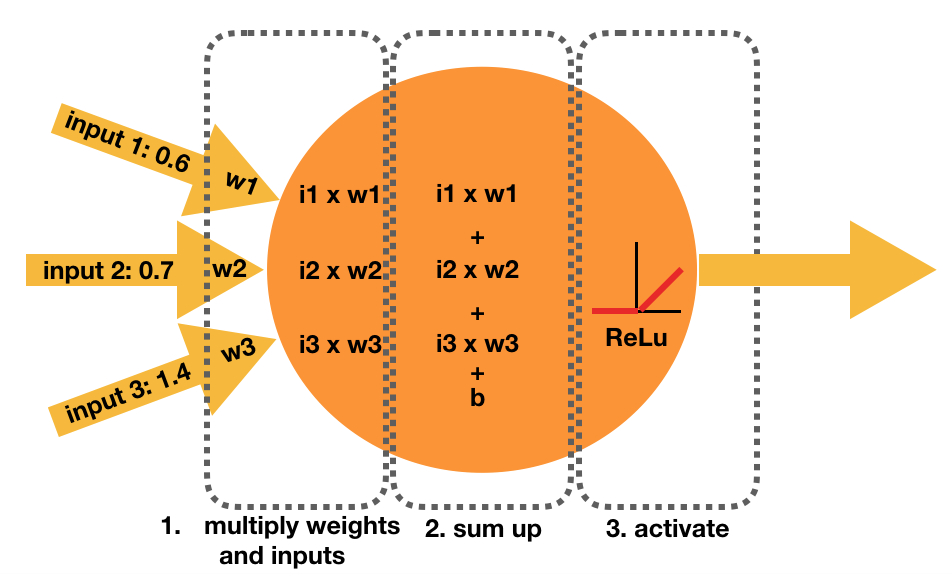 input 1: 0.6
w1
input 2: 0.7
w2
input 3: 1.4
w3
i1 x w1
i2 x w2
i3 x w3
i1 x w1
+
i2 x w2
+
i3 x w3
+
b
ReLu
1. multiply weights
and inputs
2. sum up
3. activate